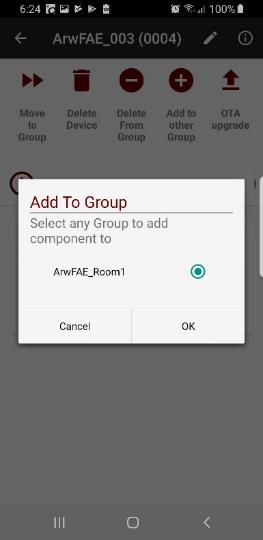 6:24 100%
ArwFAE_003 (0004)
Move Delete Delete Add to OTA
to Device From other upgrade
Group Group Group
Add To Group
Select any Group to add
component to
ArwFAE_Room1
Cancel OK